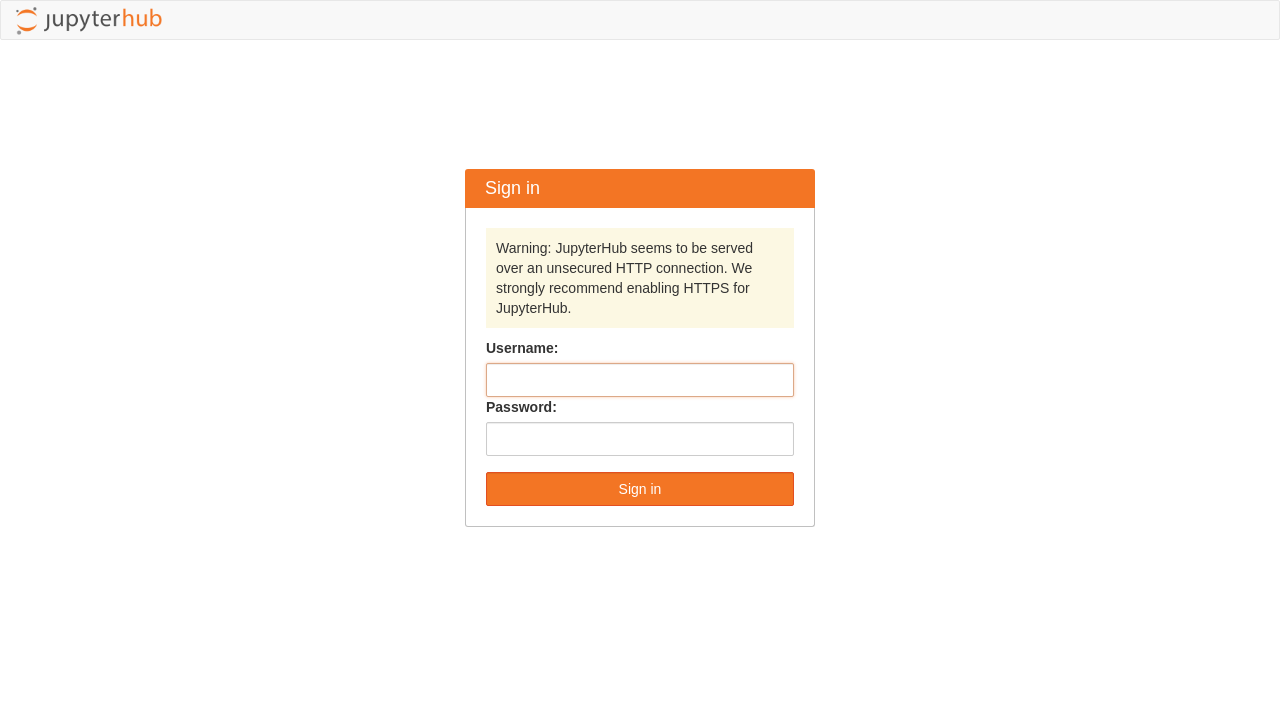 jupyterhub
Sign in
Warning: JupyterHub seems to be served
over an unsecured HTTP connection. We
strongly recommend enabling HTTPS for
JupyterHub.
Username:
Password:
Sign in